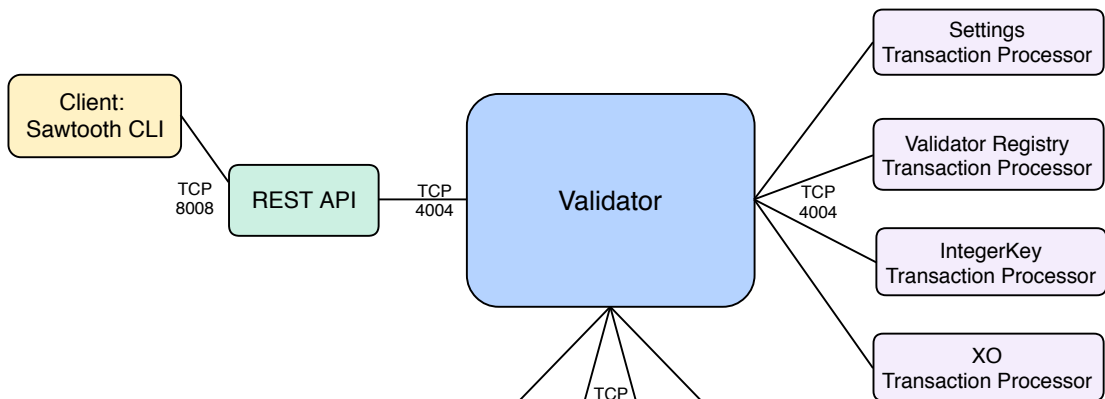 Settings
Transaction Processor
Client:
Sawtooth CLI
Validator Registry
Transaction Processor
TCP
8008
REST API
TCP
4004
Validator
TCP
4004
IntegerKey
Transaction Processor
XO
Transaction Processor
TCP